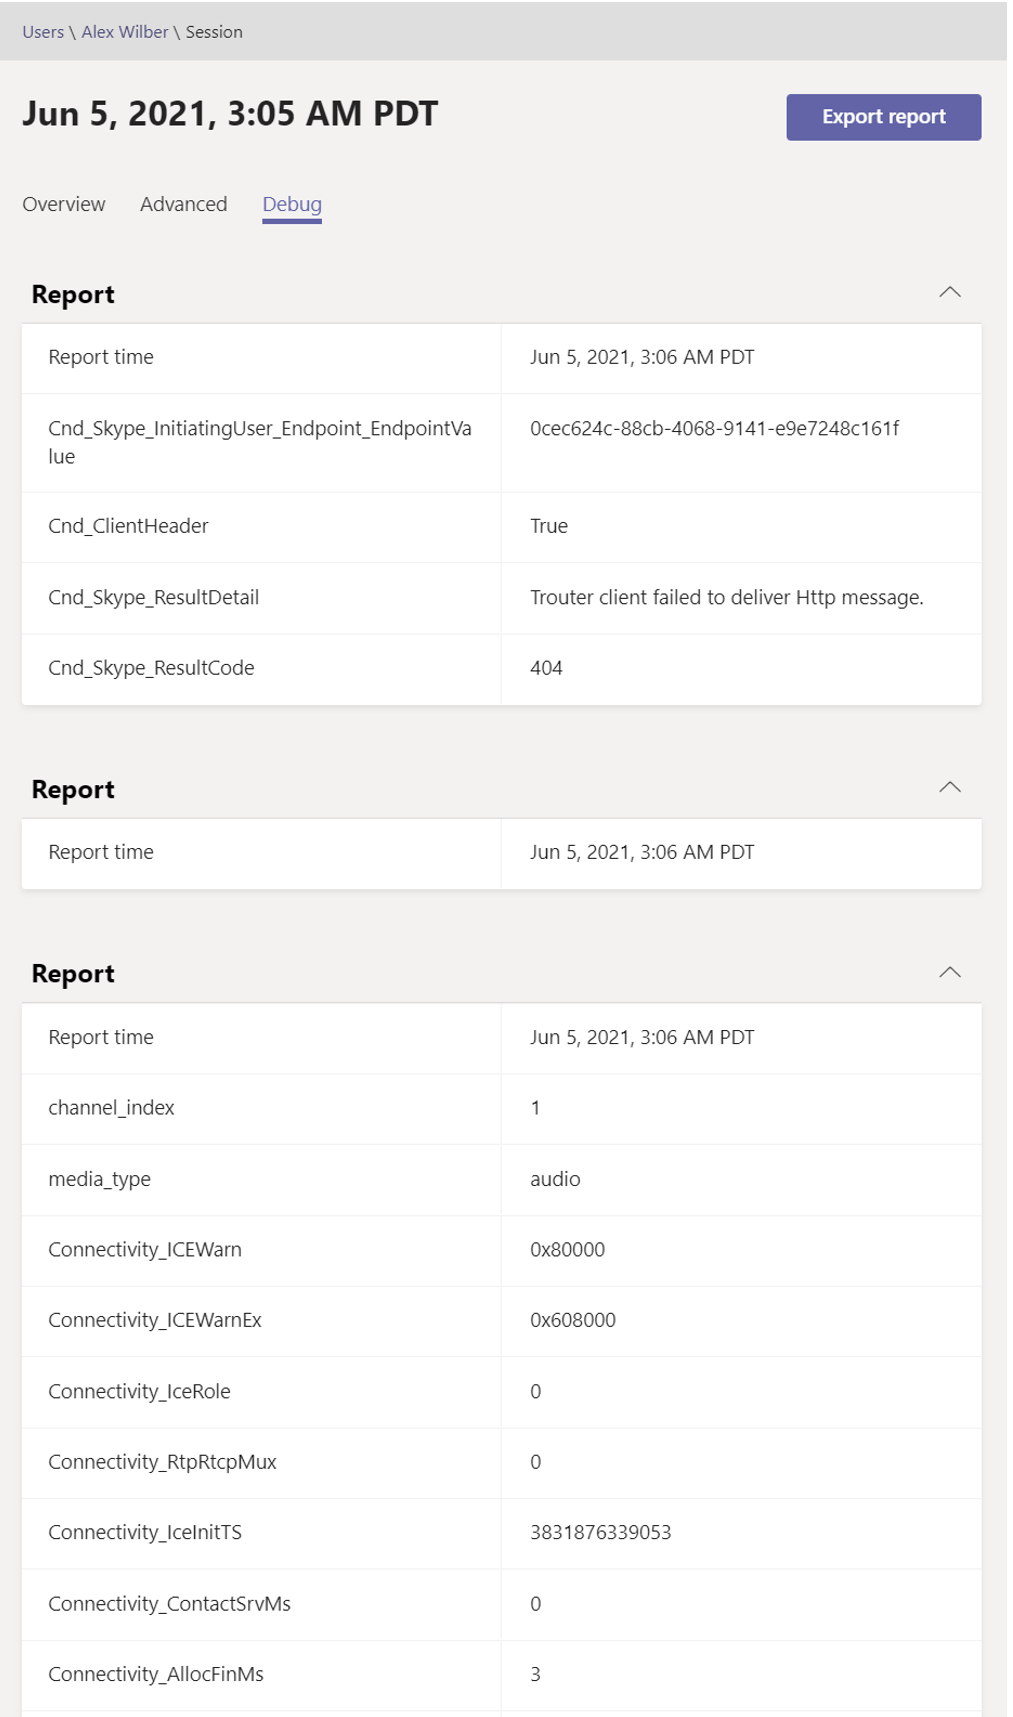 Users \ Alex Wilber \ Session
Jun 5, 2021, 3:05 AM PDT
Export report
Overview Advanced Debug
Report
Report time Jun 5, 2021, 3:06 AM PDT
Cnd_Skype_InitiatingUser_Endpoint_EndpointVa 0cec624c-88cb-4068-9141-e9e7248c161f
lue
Cnd_ClientHeader True
Cnd_Skype_ResultDetail Trouter client failed to deliver Http message.
Cnd_Skype_ResultCode 404
Report
Report time Jun 5, 2021, 3:06 AM PDT
Report
Report time Jun 5, 2021, 3:06 AM PDT
channel_index 1
media_type audio
Connectivity_ICEWarn 0x80000
Connectivity_ICEWarnEx 0x608000
Connectivity_IceRole 0
Connectivity_RtpRtcpMux 0
Connectivity_IceInitTS 3831876339053
Connectivity_ContactSrvMs 0
Connectivity_AllocFinMs 3